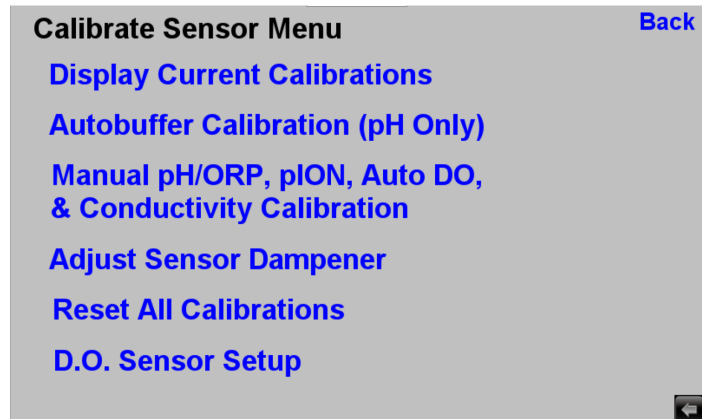 Calibrate Sensor Menu
Back
Display Current Calibrations
Autobuffer Calibration (pH Only)
Manual pH/ORP, pION, Auto DO,
& Conductivity Calibration
Adjust Sensor Dampener
Reset All Calibrations
D.O. Sensor Setup